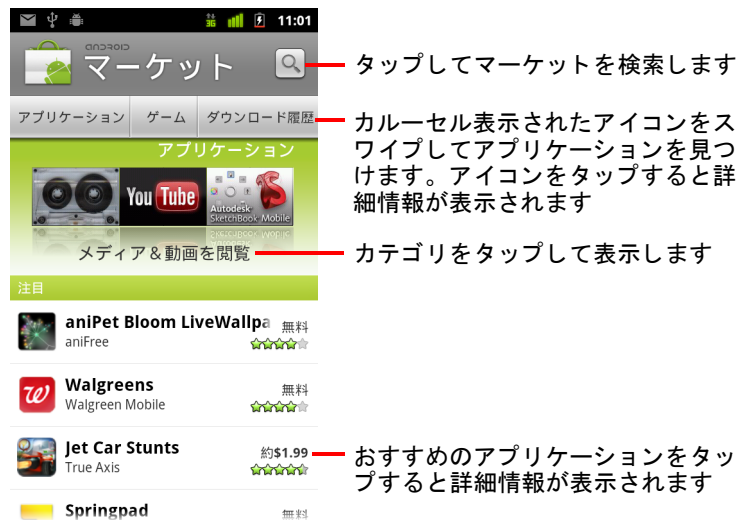 3G 11:01
android
マーケット
タップしてマーケットを検索します
アプリケーション ゲーム ダウンロード履歴
カルーセル表示されたアイコンをス
ワイプしてアプリケーションを見つ
けます。アイコンをタップすると詳
細情報が表示されます
アプリケーション
You Tube
Autodesk
SketchBook Mobile
メディア＆動画を閲覧
カテゴリをタップして表示します
注目
aniPet Bloom LiveWallpa 無料
aniFree
Walgreens 無料
Walgreen Mobile
Jet Car Stunts 約$1.99
True Axis
おすすめのアプリケーションをタッ
プすると詳細情報が表示されます
Springpad 無料